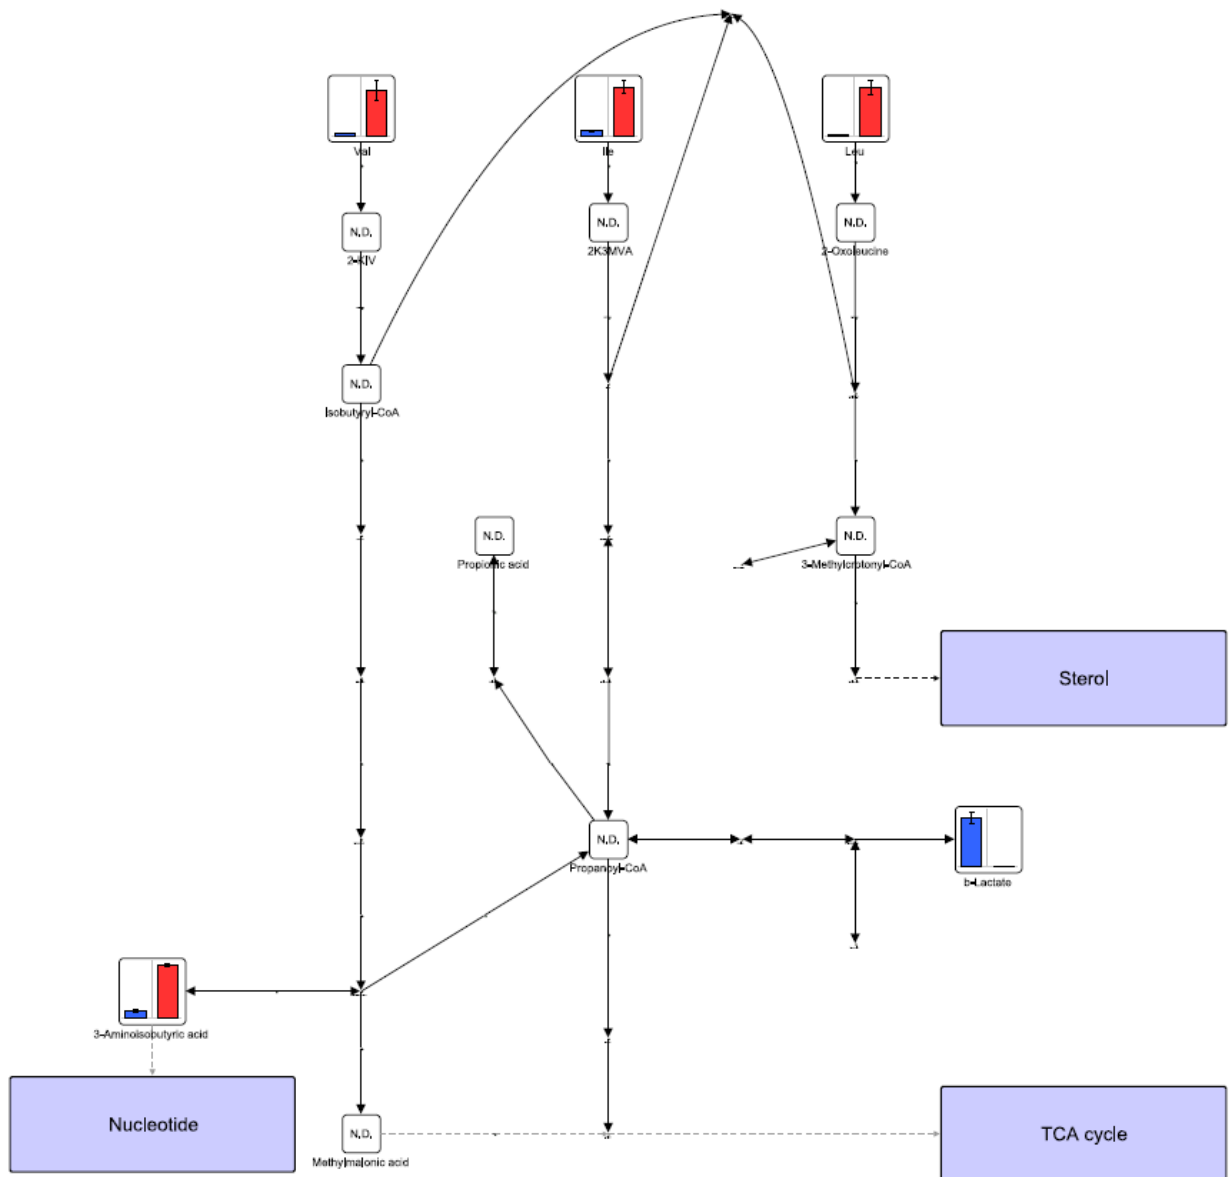 Val
Ile
Leu
N.D.
2-KIV
N.D.
2K3MVA
N.D.
2-Oxoleucine
N.D.
Isobutyryl-CoA
N.D.
Propionic acid
N.D.
3-Methylcrotonyl-CoA
Sterol
N.D.
Propanoyl-CoA
b-Lactate
3-Aminoisobutyric acid
Nucleotide
N.D.
Methylmalonic acid
TCA cycle